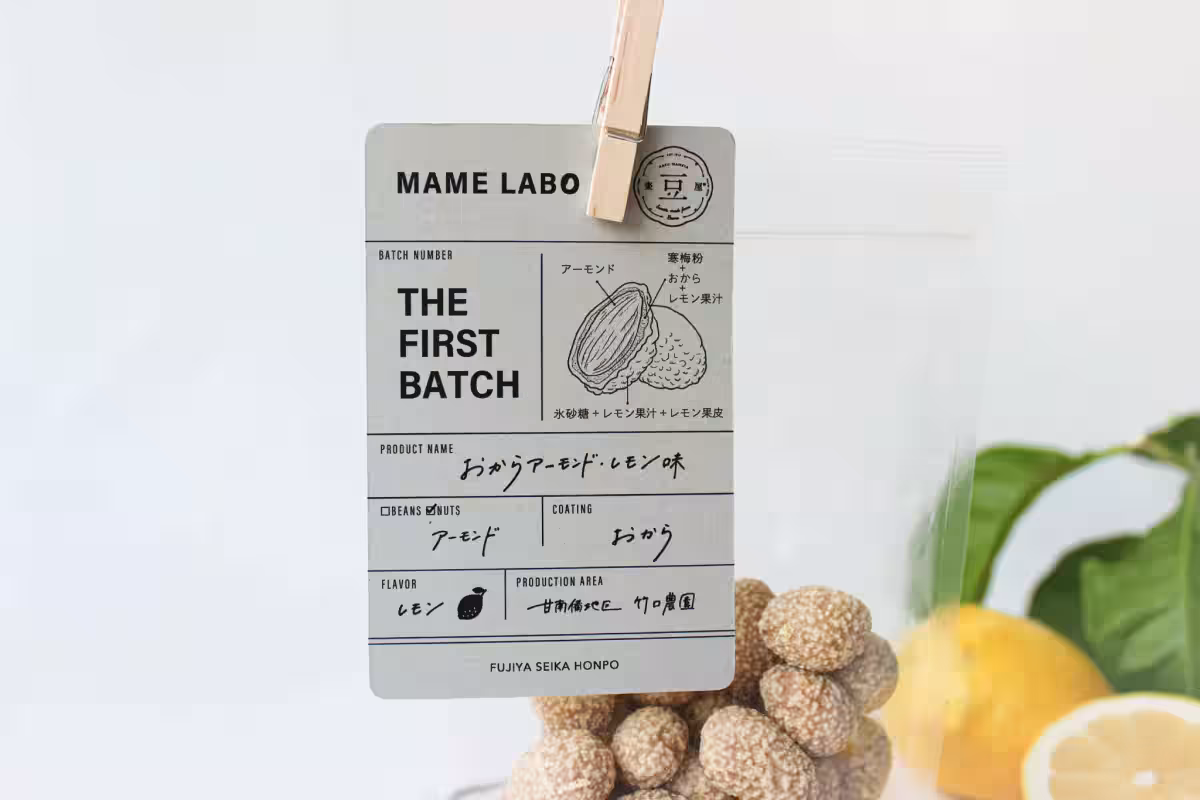 MAME LABO
豆
BATCH NUMBER
THE
FIRST
BATCH
アーモンド
寒梅粉
+
おから
+
レモン果汁
氷砂糖+レモン果汁+レモン果皮
PRODUCT NAME
おからアーモンド・レモン味
☐BEANS ☑NUTS
アーモンド
COATING
おから
FLAVOR
レモン
PRODUCTION AREA
甘南備地区 竹口農園
FUJIYA SEIKA HONPO